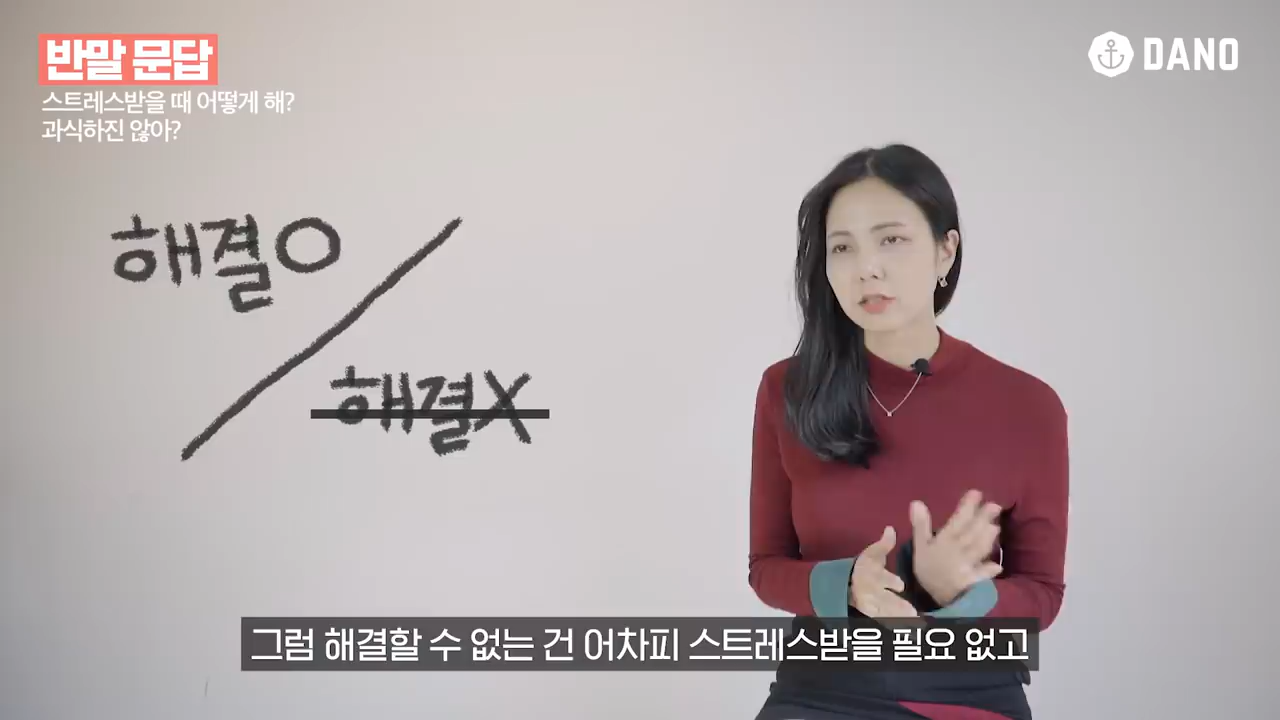 반말 문답
DANO
스트레스받을 때 어떻게 해?
과식하진 않아?
해결O
해결X
그럼 해결할 수 없는 건 어차피 스트레스받을 필요 없고